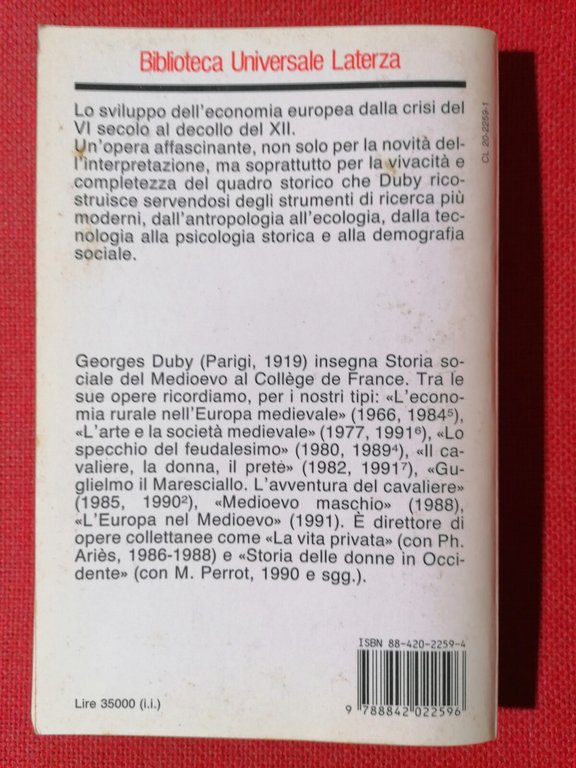 Biblioteca Universale Laterza
Lo sviluppo dell'economia europea dalla crisi del
VI secolo al decollo del XII.
Un'opera affascinante, non solo per la novità del-
l'interpretazione, ma soprattutto per la vivacità e
completezza del quadro storico che Duby rico-
struisce servendosi degli strumenti di ricerca più
moderni, dall'antropologia all'ecologia, dalla tec-
nologia alla psicologia storica e alla demografia
sociale.
CL 20-2259-1
Georges Duby (Parigi, 1919) insegna Storia so-
ciale del Medioevo al Collège de France. Tra le
sue opere ricordiamo, per i nostri tipi: «L'econo-
mia rurale nell'Europa medievale» (1966, 1984⁵),
«L'arte e la società medievale» (1977, 1991⁶), «Lo
specchio del feudalesimo» (1980, 1989⁴), «Il ca-
valiere, la donna, il prete» (1982, 1991⁷), «Gu-
glielmo il Maresciallo. L'avventura del cavaliere»
(1985, 1990²), «Medioevo maschio» (1988),
«L'Europa nel Medioevo» (1991). È direttore di
opere collettanee come «La vita privata» (con Ph.
Ariès, 1986-1988) e «Storia delle donne in Occi-
dente» (con M. Perrot, 1990 e sgg.).
ISBN 88-420-2259-4
Lire 35000 (i.i.)
9 788842 022596